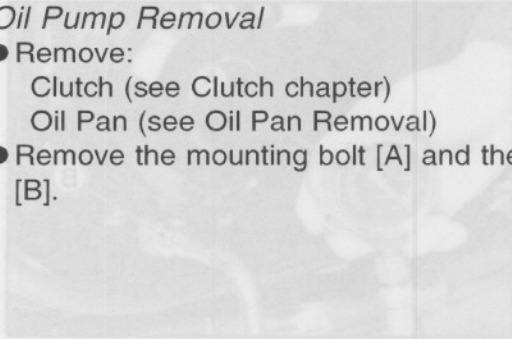 Oil Pump Removal
● Remove:
Clutch (see Clutch chapter)
Oil Pan (see Oil Pan Removal)
● Remove the mounting bolt [A] and the
[B].